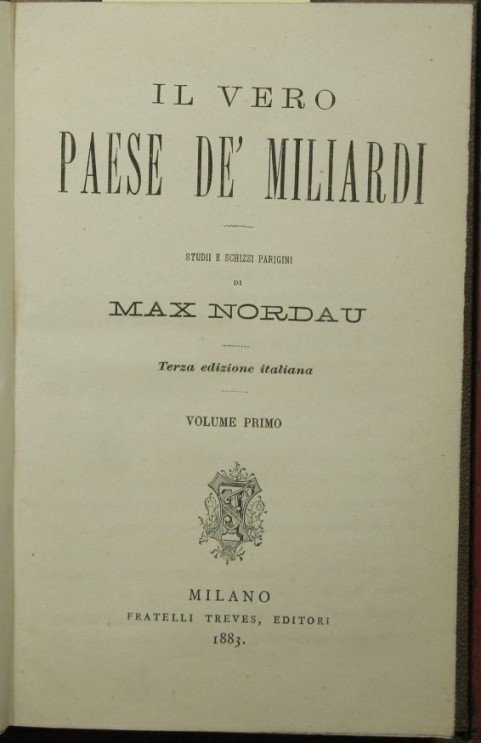 IL VERO
PAESE DE' MILIARDI
STUDII E SCHIZZI PARIGINI
DI
MAX NORDAU
Terza edizione italiana
VOLUME PRIMO
MILANO
FRATELLI TREVES, EDITORI
1883.